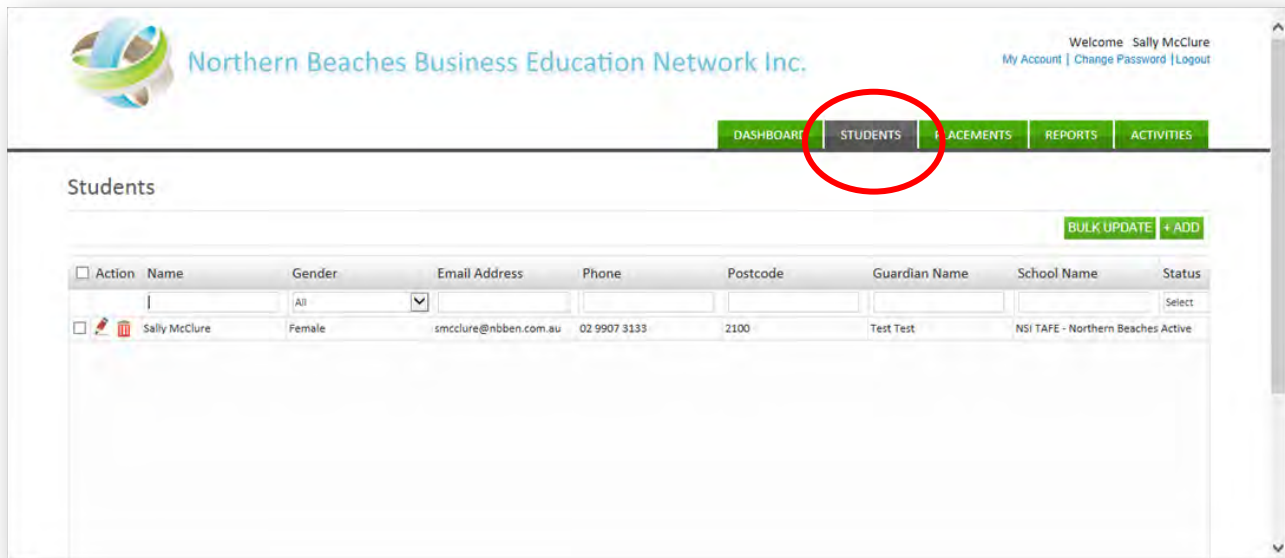 Welcome Sally McClure
Northern Beaches Business Education Network Inc.
My Account | Change Password |Logout
DASHBOARD STUDENTS PLACEMENTS REPORTS ACTIVITIES
Students
BULK UPDATE + ADD
Action Name Gender Email Address Phone Postcode Guardian Name School Name Status
All Select
Sally McClure Female smcclure@nbben.com.au 02 9907 3133 2100 Test Test NSI TAFE - Northern Beaches Active